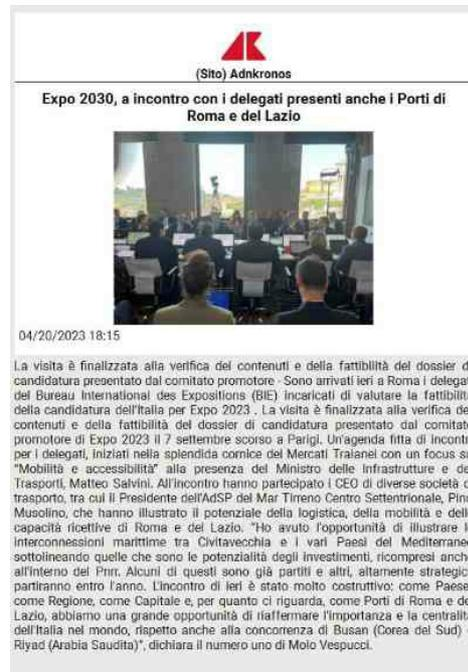 (Sito) Adnkronos
Expo 2030, a incontro con i delegati presenti anche i Porti di
Roma e del Lazio
04/20/2023 18:15
La visita è finalizzata alla verifica dei contenuti e della fattibilità del dossier d
candidatura presentato dal comitato promotore - Sono arrivati ieri a Roma i delegat
del Bureau International des Expositions (BIE) incaricati di valutare la fattibilità
della candidatura dell'Italia per Expo 2023 . La visita è finalizzata alla verifica de
contenuti e della fattibilità del dossier di candidatura presentato dal comitato
promotore di Expo 2023 il 7 settembre scorso a Parigi. Un'agenda fitta di incontr
per i delegati, iniziati nella splendida cornice dei Mercati Traianei con un focus su
"Mobilità e accessibilità" alla presenza del Ministro delle Infrastrutture e de
Trasporti, Matteo Salvini. All'incontro hanno partecipato i CEO di diverse società d
trasporto, tra cui il Presidente dell'AdSP del Mar Tirreno Centro Settentrionale, Pino
Musolino, che hanno illustrato il potenziale della logistica, della mobilità e delle
capacità ricettive di Roma e del Lazio. "Ho avuto l'opportunità di illustrare le
interconnessioni marittime tra Civitavecchia e i vari Paesi del Mediterraneo
sottolineando quelle che sono le potenzialità degli investimenti, ricompresi anche
all'interno del Pnrr. Alcuni di questi sono già partiti e altri, altamente strategici
partiranno entro l'anno. L'incontro di ieri è stato molto costruttivo: come Paese,
come Regione, come Capitale e, per quanto ci riguarda, come Porti di Roma e de
Lazio, abbiamo una grande opportunità di riaffermare l'importanza e la centralità
dell'Italia nel mondo, rispetto anche alla concorrenza di Busan (Corea del Sud) e
Riyad (Arabia Saudita)", dichiara il numero uno di Molo Vespucci.